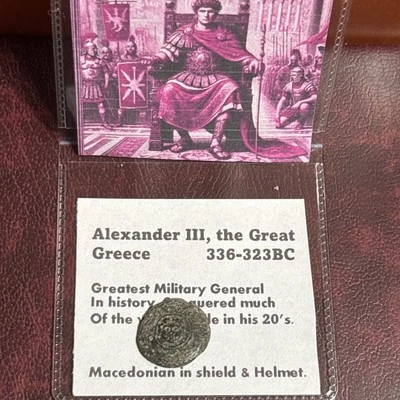 Alexander III, the Great
Greece 336-323BC
Greatest Military General
In history, quered much
Of the in his 20's.
Macedonian in shield & Helmet.